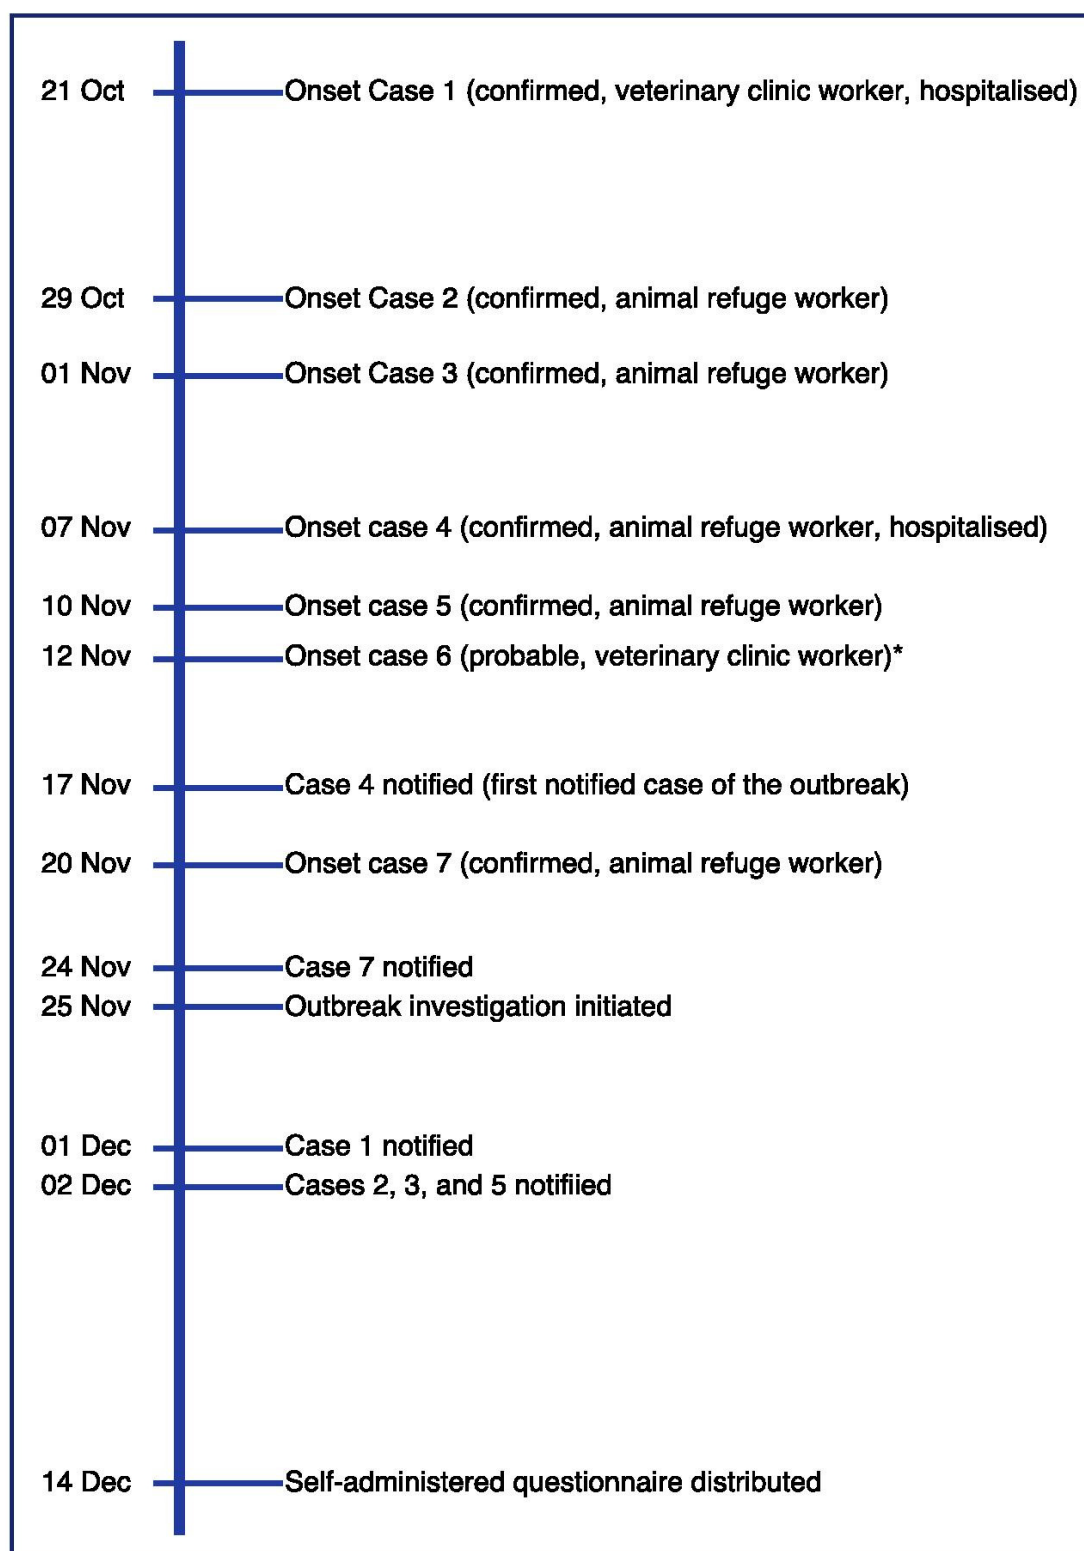 21 Oct Onset Case 1 (confirmed, veterinary clinic worker, hospitalised)
29 Oct Onset Case 2 (confirmed, animal refuge worker)
01 Nov Onset Case 3 (confirmed, animal refuge worker)
07 Nov Onset case 4 (confirmed, animal refuge worker, hospitalised)
10 Nov Onset case 5 (confirmed, animal refuge worker)
12 Nov Onset case 6 (probable, veterinary clinic worker)*
17 Nov Case 4 notified (first notified case of the outbreak)
20 Nov Onset case 7 (confirmed, animal refuge worker)
24 Nov Case 7 notified
25 Nov Outbreak investigation initiated
01 Dec Case 1 notified
02 Dec Cases 2, 3, and 5 notifiied
14 Dec Self-administered questionnaire distributed